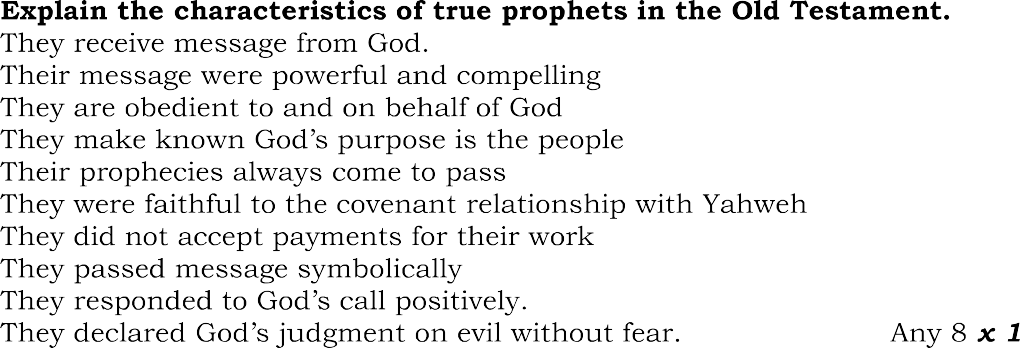 Explain the characteristics of true prophets in the Old Testament.
They receive message from God.
Their message were powerful and compelling
They are obedient to and on behalf of God
They make known God's purpose is the people
Their prophecies always come to pass
They were faithful to the covenant relationship with Yahweh
They did not accept payments for their work
They passed message symbolically
They responded to God's call positively.
They declared God's judgment on evil without fear. Any 8 x 1